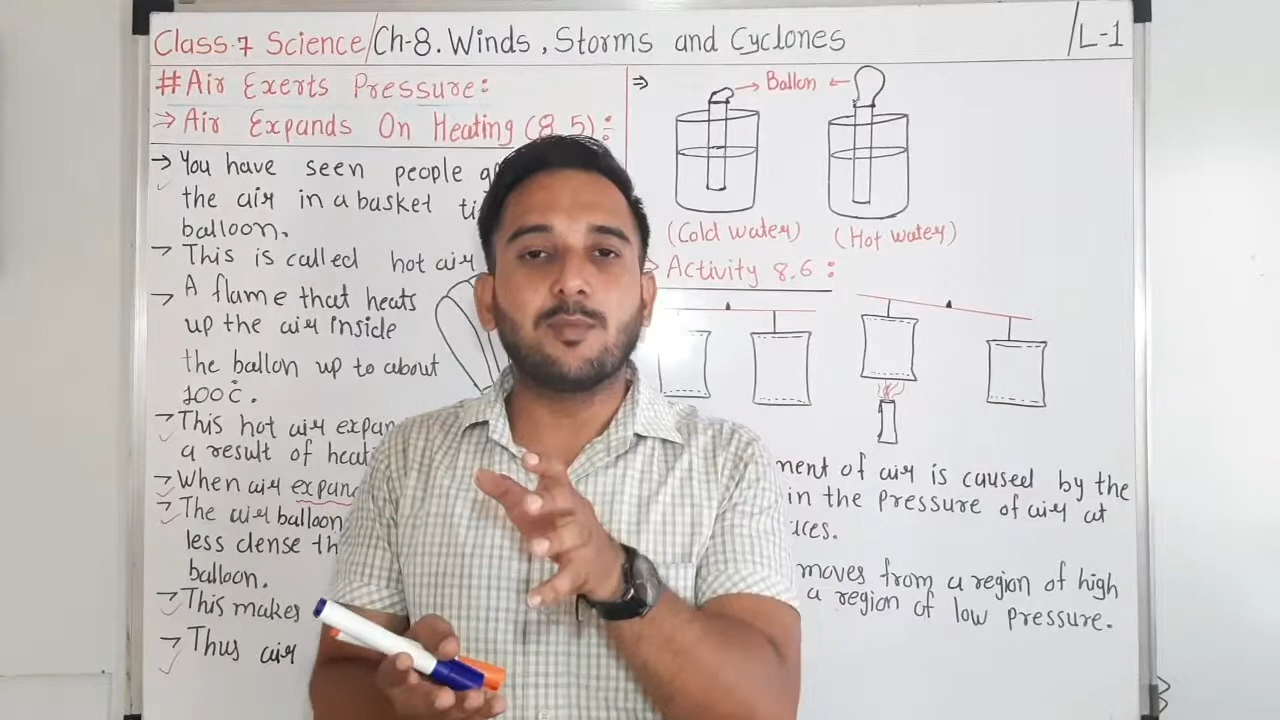 Class-7 Science/Ch-8. Winds, Storms and Cyclones /L-1
#Air Exerts Pressure:
⇒ Air Expands On Heating (8.5):
→ You have seen people
the air in a basket
balloon.
→ This is called hot air
→ A flame that heats
up the air inside
the ballon up to about
100°c.
→ This hot air expan
a result of heat
→ When air expan
→ The air balloon
less dense th
balloon.
→ This makes
→ Thus air
⇒ → Ballon ←
(Cold water) (Hot water)
Activity 8.6:
ment of air is caused by the
in the pressure of air at
ces.
moves from a region of high
a region of low pressure.